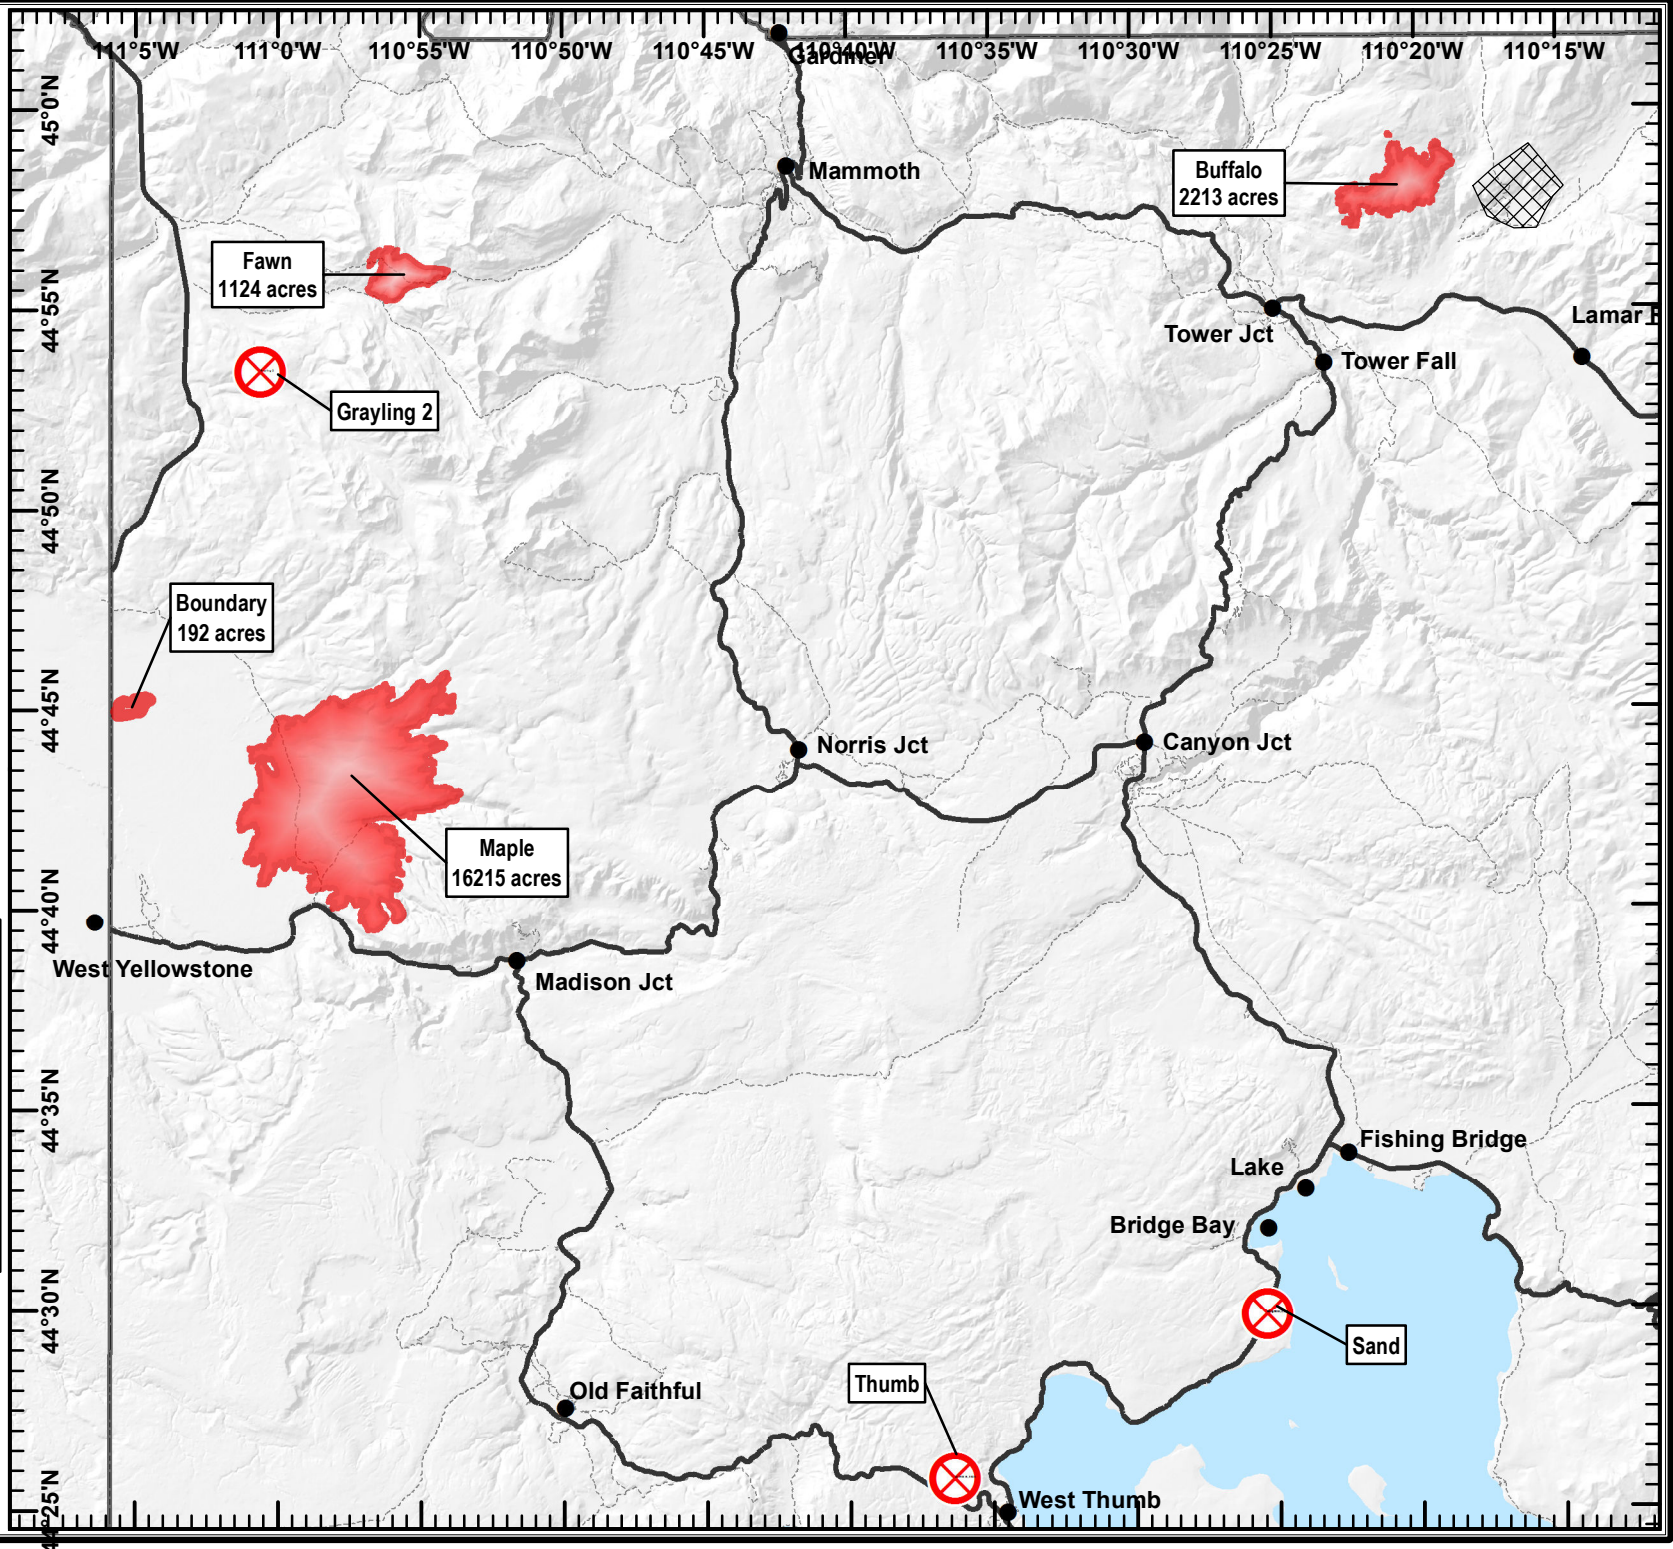 111°5'W 111°0'W 110°55'W 110°50'W 110°45'W 110°40'W 110°35'W 110°30'W 110°25'W 110°20'W 110°15'W
Gardiner
45°0'N
Mammoth
Buffalo
2213 acres
Fawn
1124 acres
44°55'N
Lamar
Tower Jct
Tower Fall
Grayling 2
44°50'N
Boundary
192 acres
44°45'N
Norris Jct
Canyon Jct
Maple
16215 acres
44°40'N
West Yellowstone
Madison Jct
44°35'N
Fishing Bridge
Lake
Bridge Bay
44°30'N
Sand
Thumb
Old Faithful
West Thumb
44°25'N